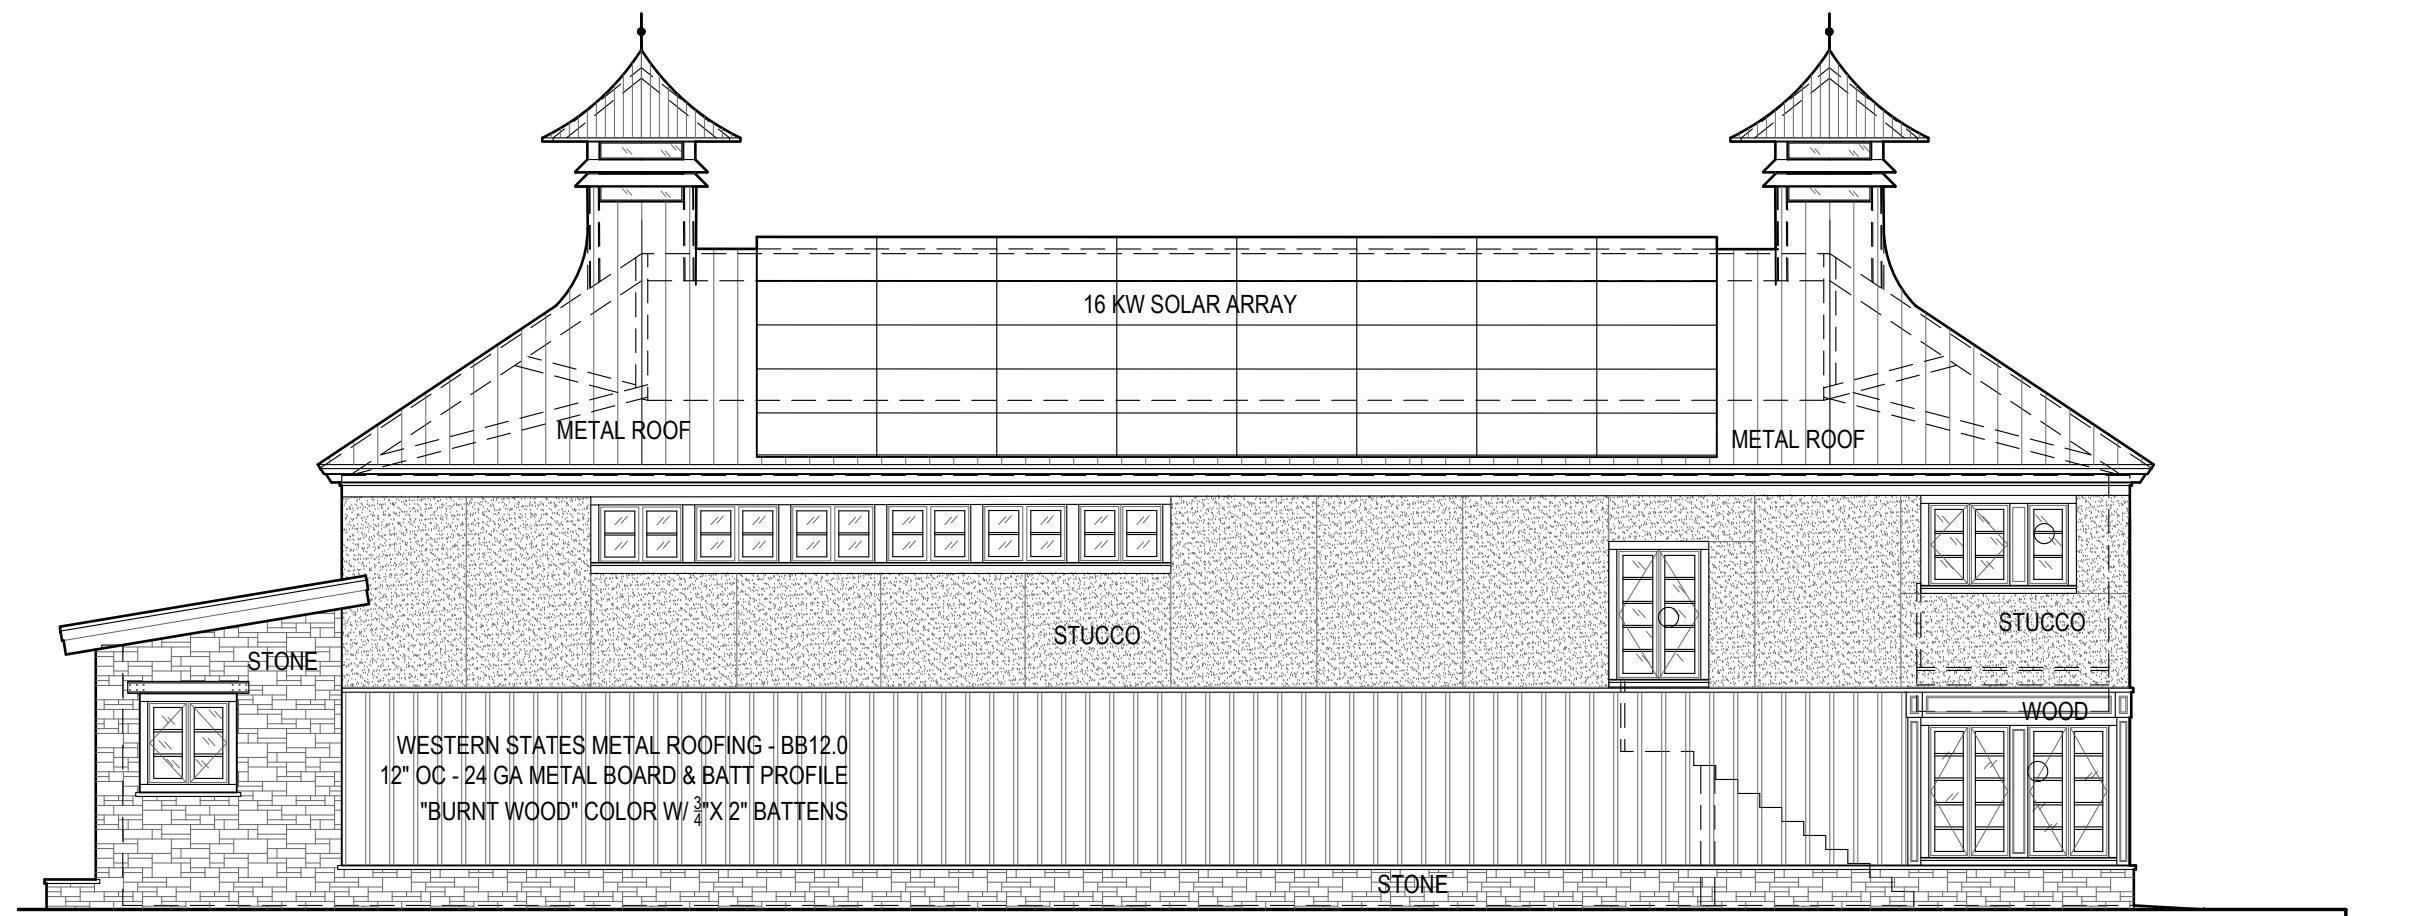 16 KW SOLAR ARRAY
METAL ROOF
METAL ROOF
STUCCO
STUCCO
STONE
WOOD
WESTERN STATES METAL ROOFING - BB12.0
12" OC - 24 GA METAL BOARD & BATT PROFILE
"BURNT WOOD" COLOR W/ 3/4"X 2" BATTENS
STONE